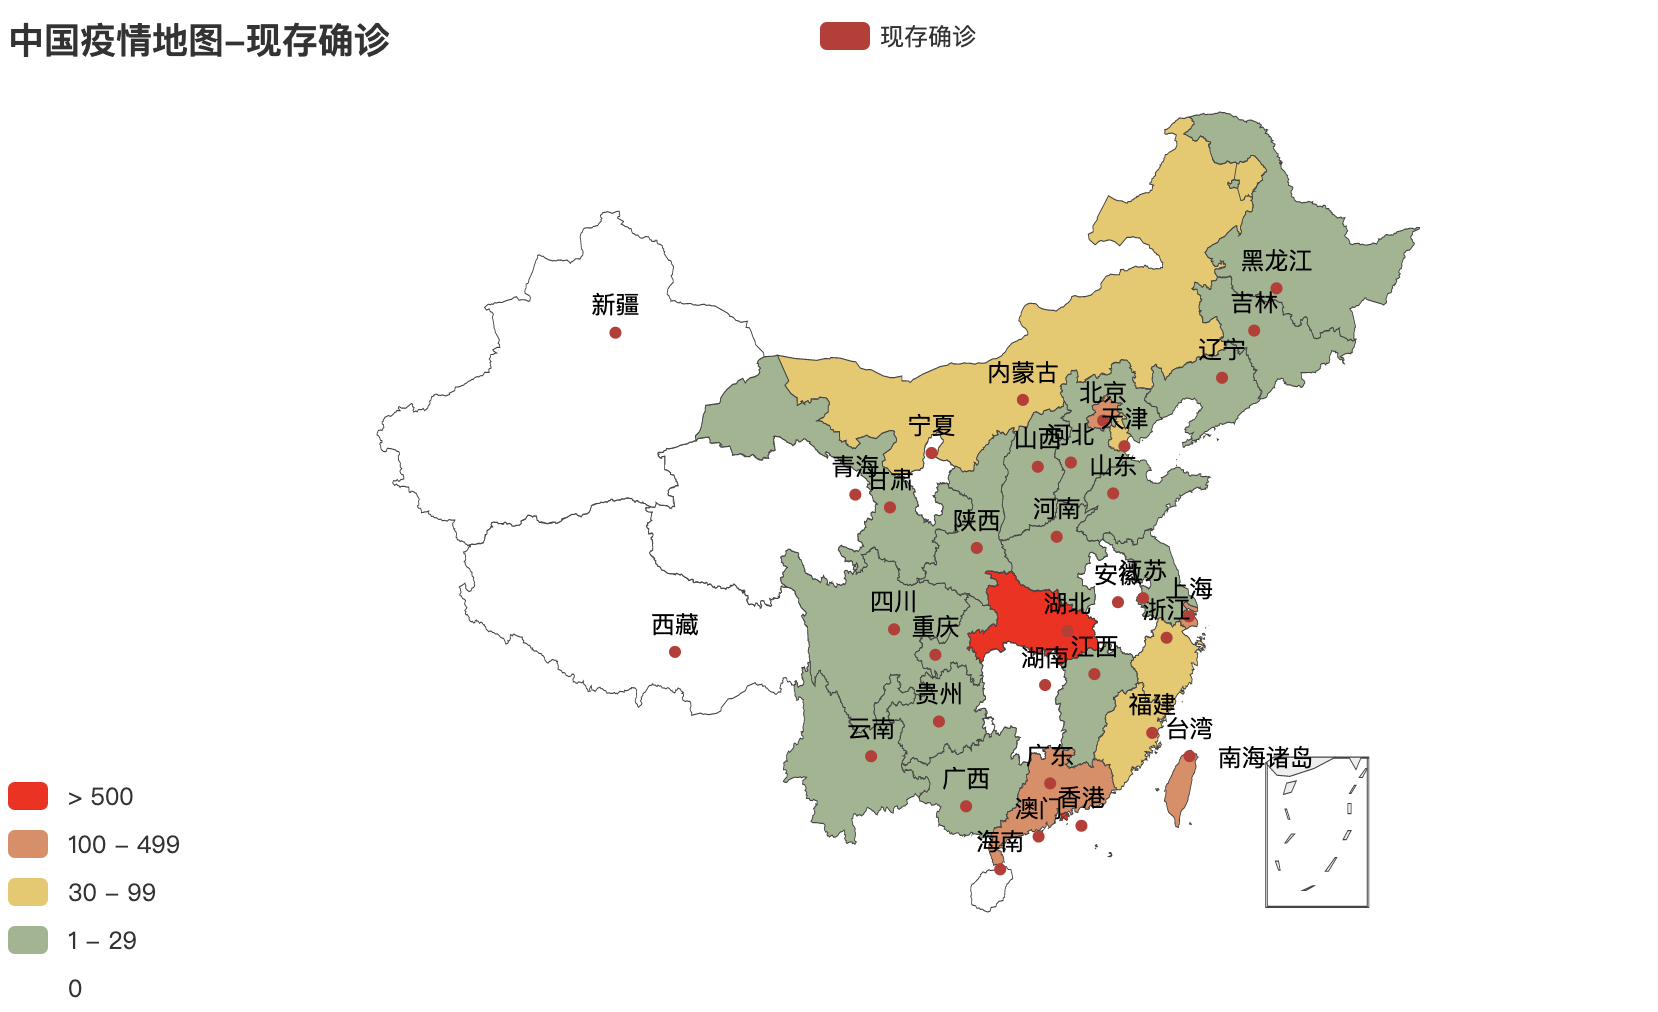 中国疫情地图–现存确诊
现存确诊
黑龙江
新疆
吉林
辽宁
内蒙古
北京
天津
宁夏
山西
河北
青海
山东
甘肃
河南
陕西
安徽
江苏
上海
四川
湖北
浙江
西藏
重庆
江西
湖南
贵州
福建
云南
台湾
广东
南海诸岛
广西
香港
澳门
海南
> 500
100 – 499
30 – 99
1 – 29
0